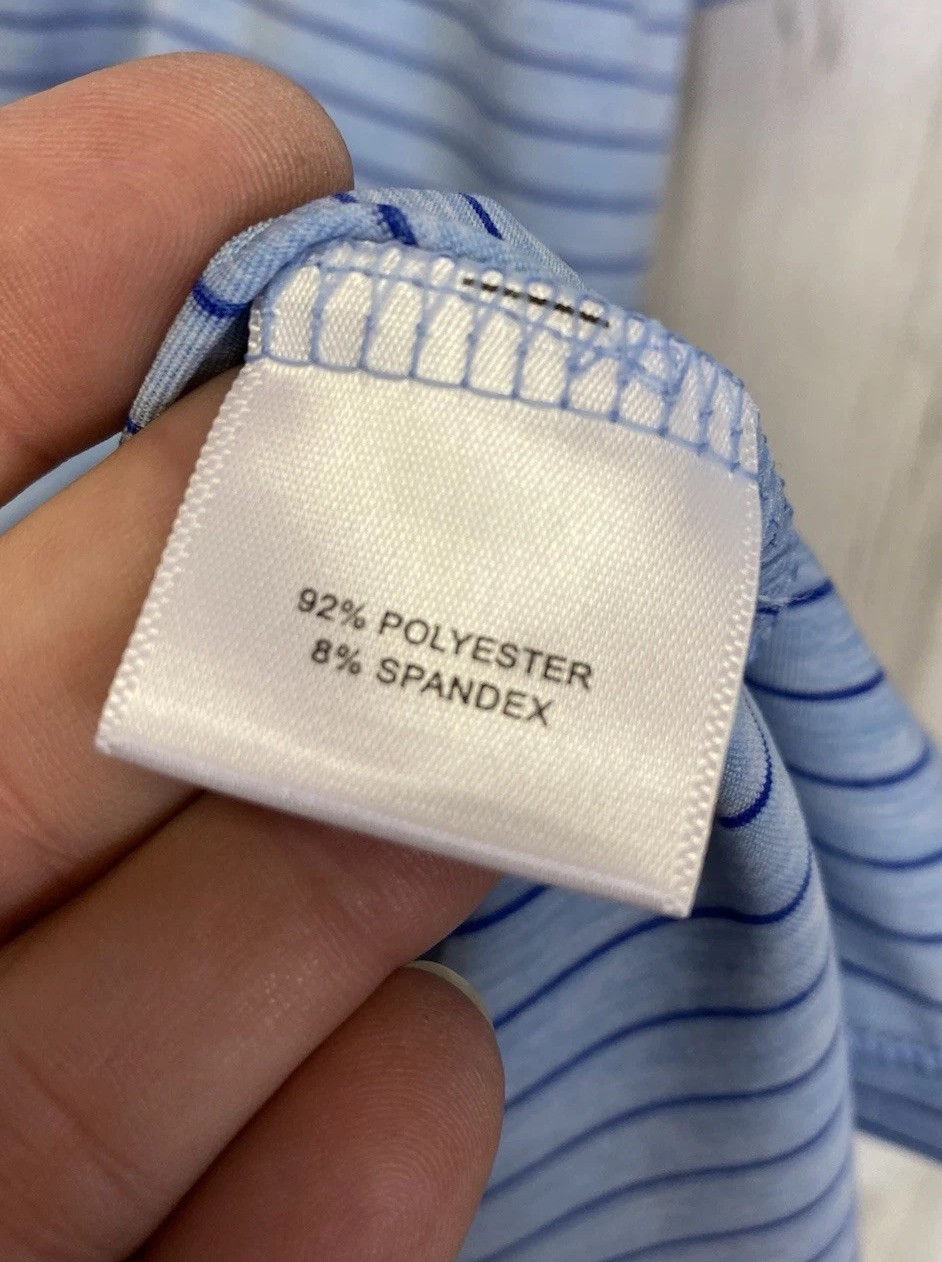 92% POLYESTER
8% SPANDEX